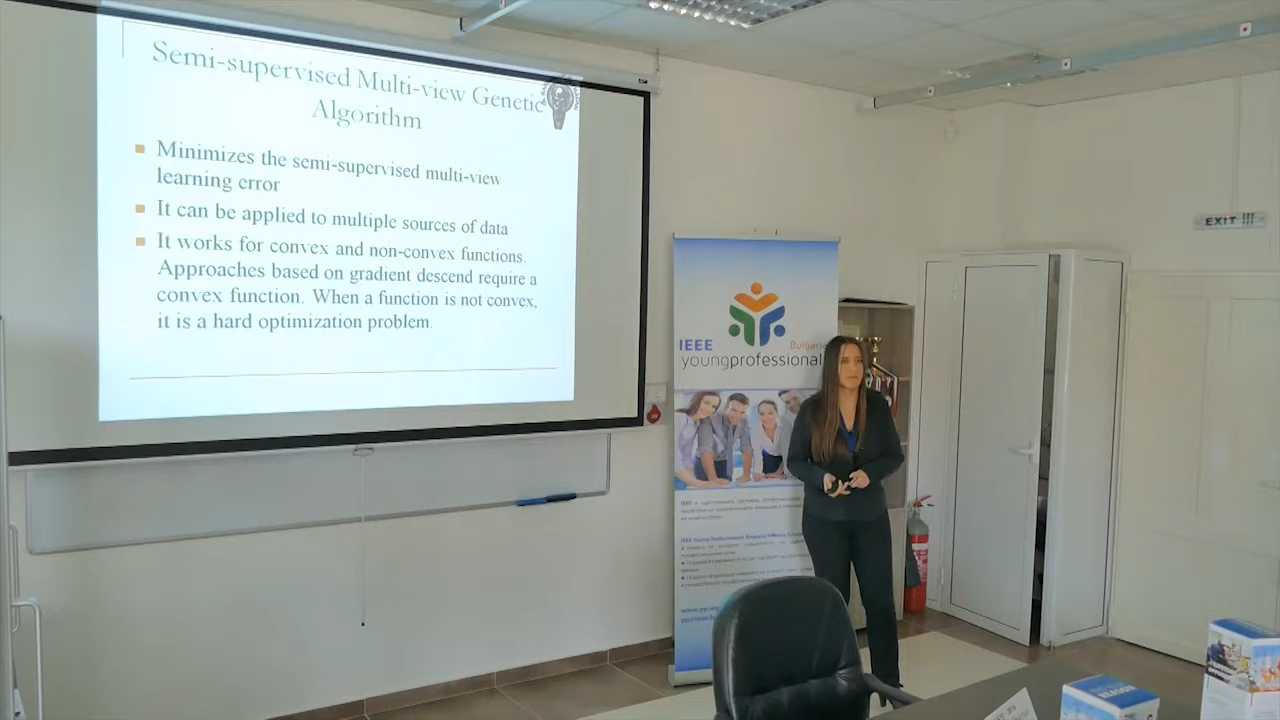 Semi-supervised Multi-view Genetic
Algorithm
Minimizes the semi-supervised multi-view
learning error
It can be applied to multiple sources of data
It works for convex and non-convex functions.
Approaches based on gradient descend require a
convex function. When a function is not convex,
it is a hard optimization problem.
IEEE Bulgaria
youngprofessional
EXIT